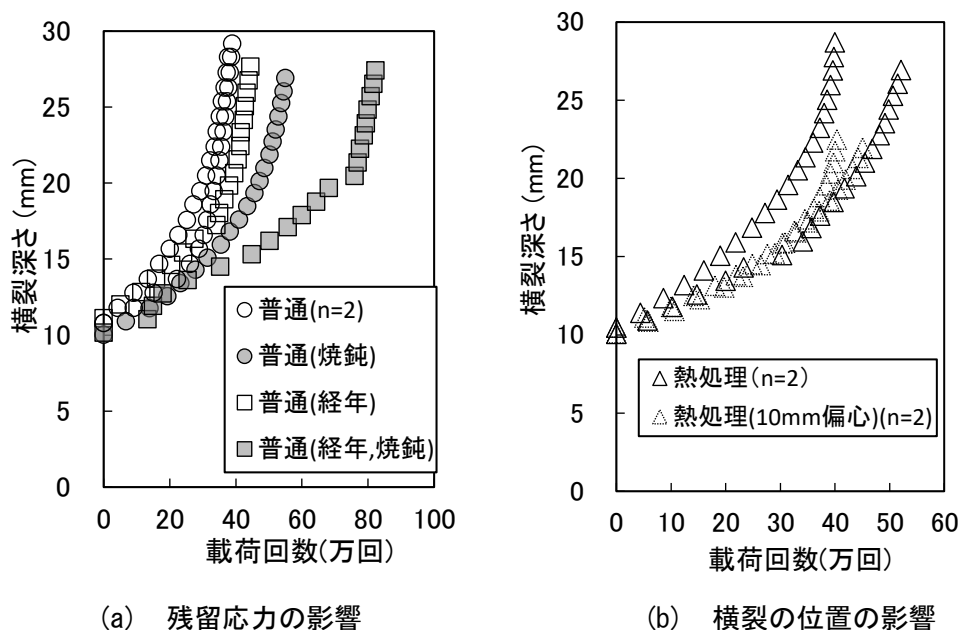 30
25
20
15
10
5
0
横裂深さ (mm)
普通(n=2)
普通(焼鈍)
普通(経年)
普通(経年,焼鈍)
0 20 40 60 80 100
載荷回数(万回)
(a) 残留応力の影響
30
25
20
15
10
5
0
横裂深さ (mm)
熱処理(n=2)
熱処理(10mm偏心)(n=2)
0 10 20 30 40 50 60
載荷回数(万回)
(b) 横裂の位置の影響